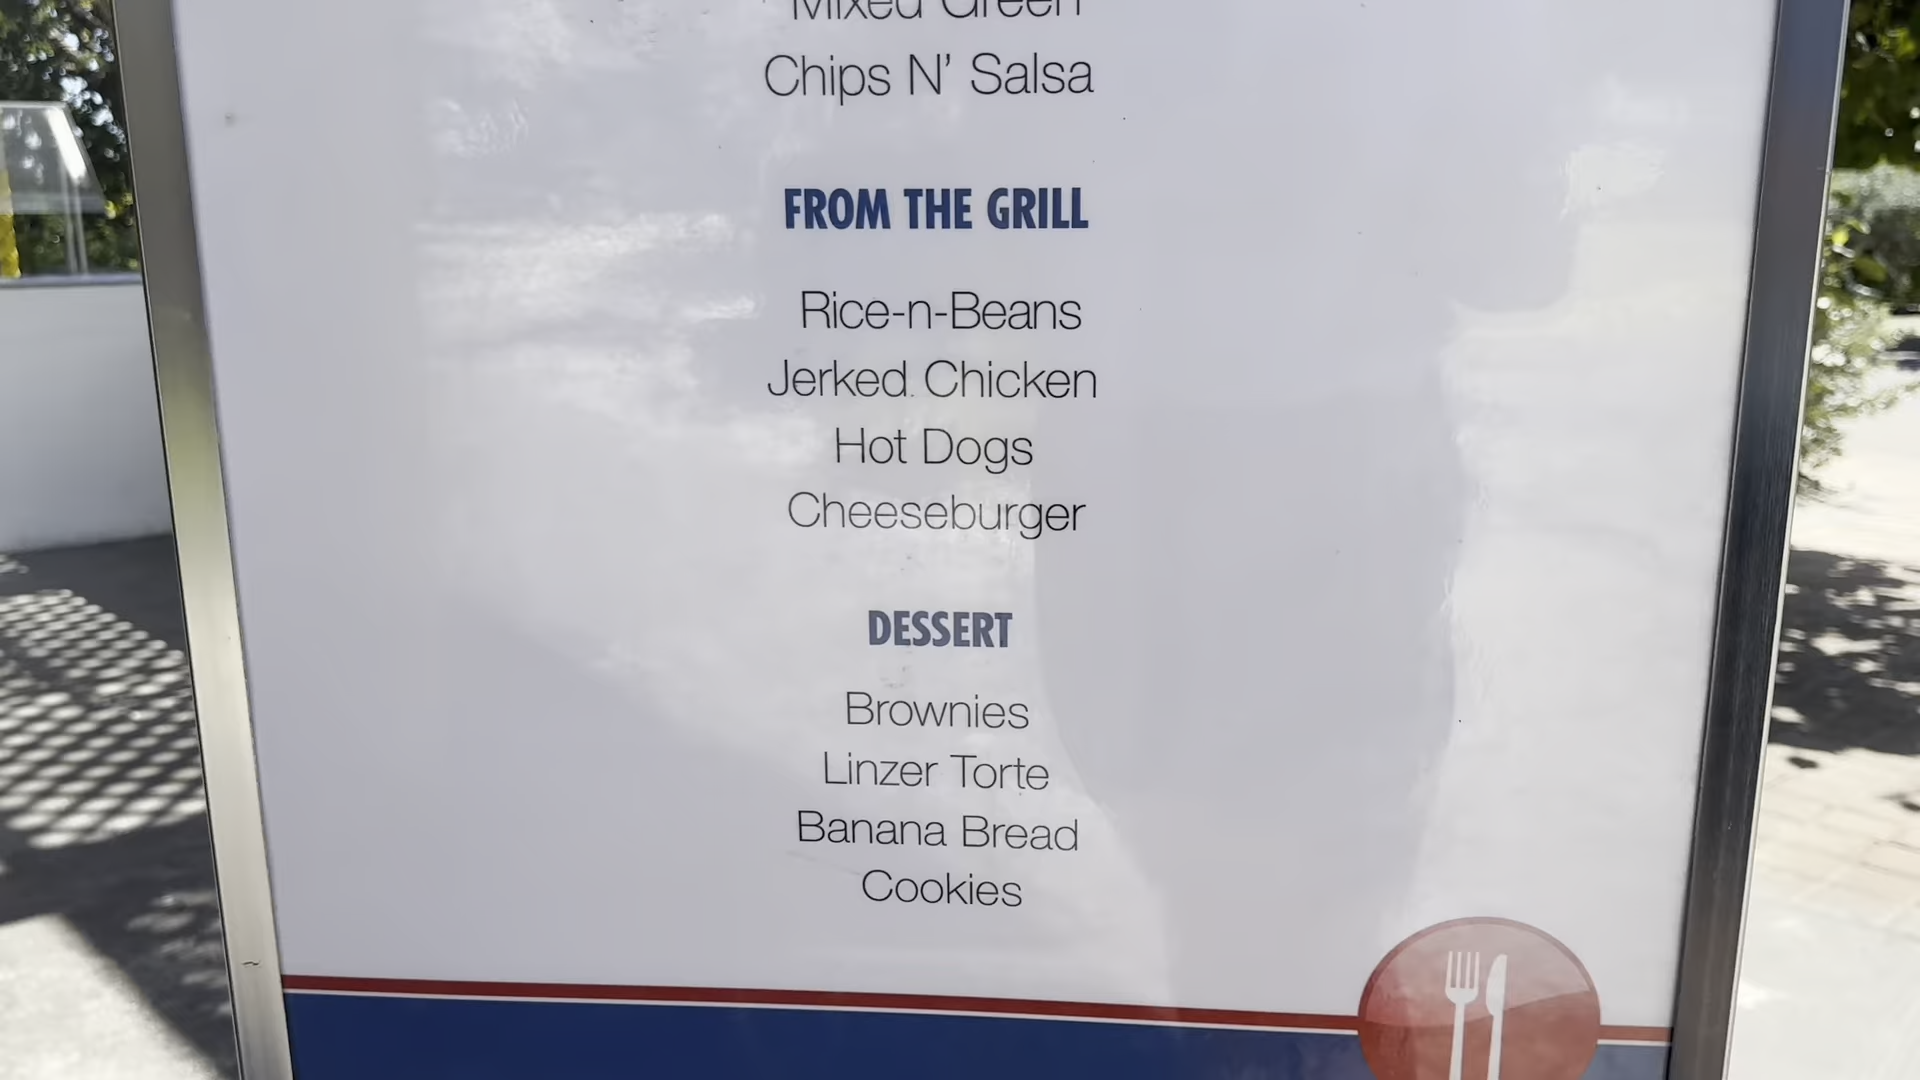 Mixed Green
Chips N' Salsa
FROM THE GRILL
Rice-n-Beans
Jerked Chicken
Hot Dogs
Cheeseburger
DESSERT
Brownies
Linzer Torte
Banana Bread
Cookies